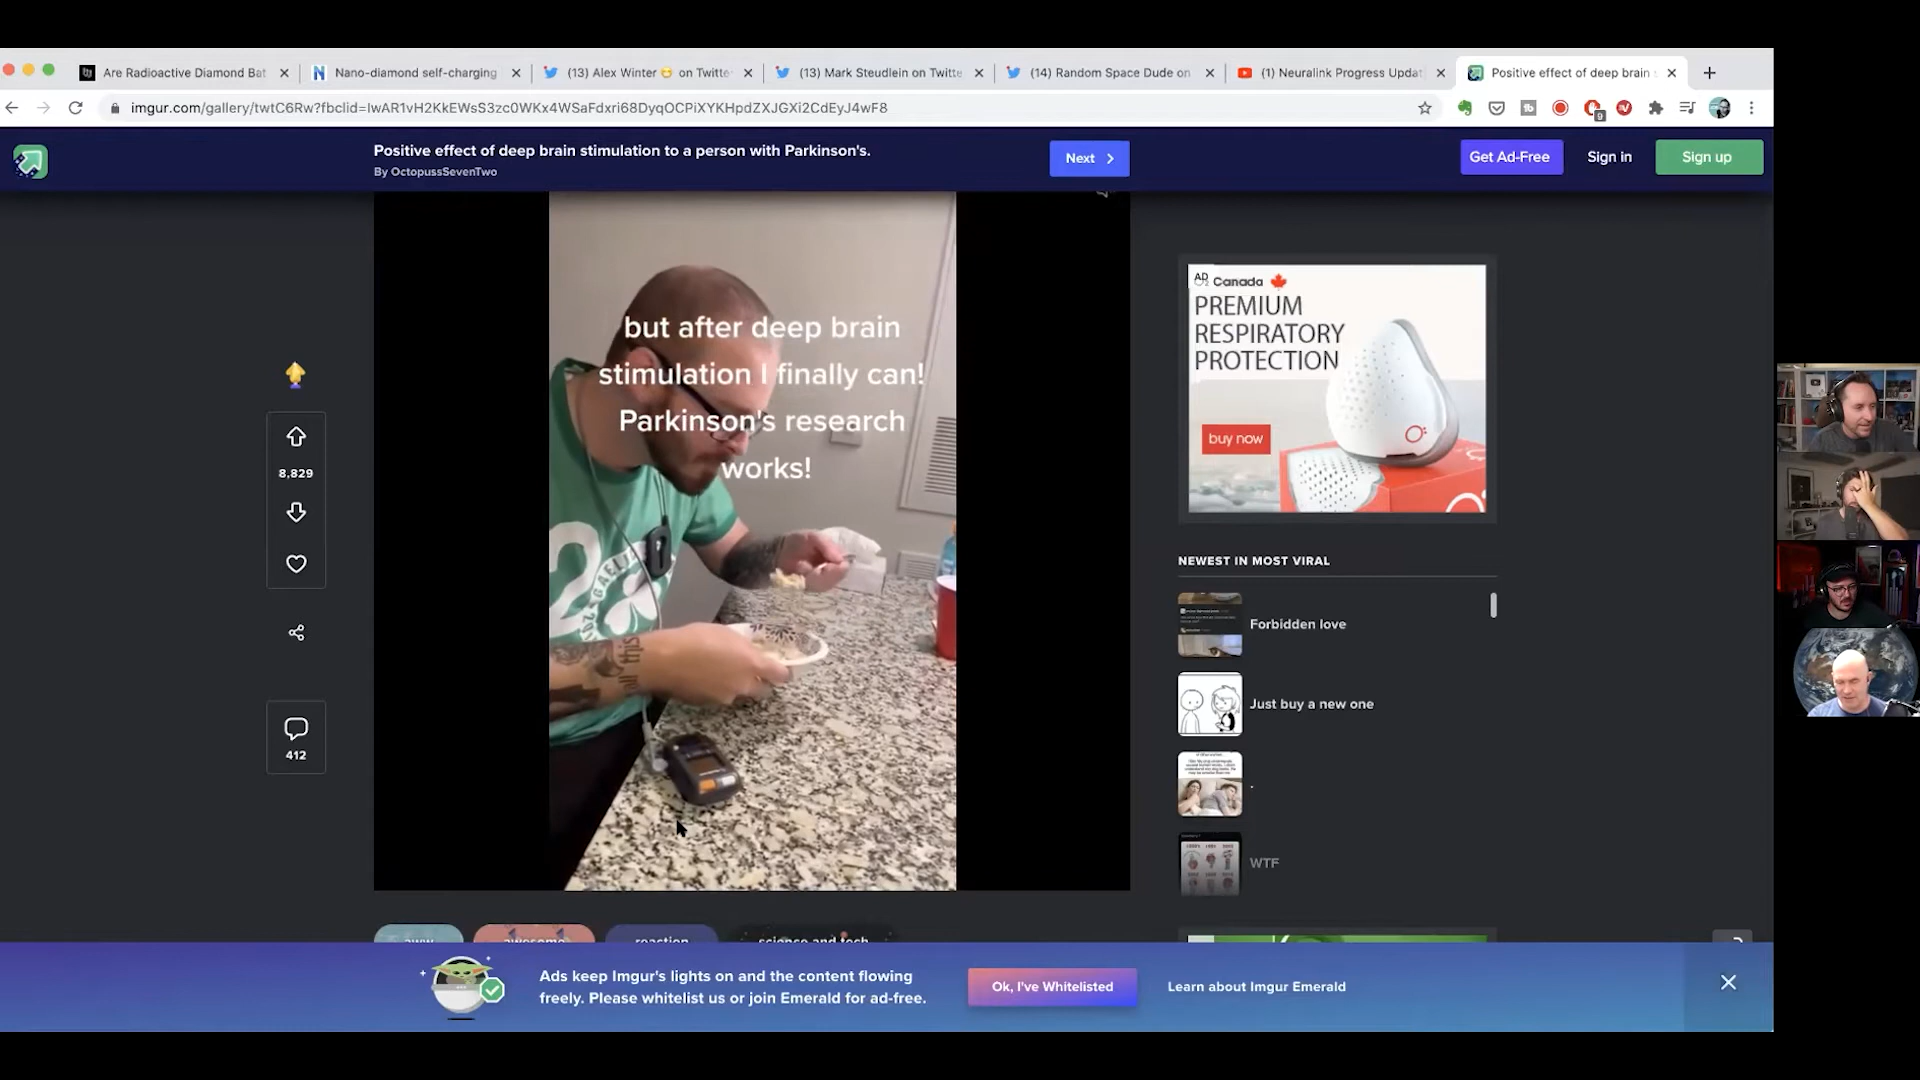 Are Radioactive Diamond Bat
Nano-diamond self-charging
(13) Alex Winter 😁 on Twitte
(13) Mark Steudlein on Twitte
(14) Random Space Dude on
(1) Neuralink Progress Updat
Positive effect of deep brain s
imgur.com/gallery/twtC6Rw?fbclid=IwAR1vH2KkEWsS3zc0WKx4WSaFdxri68DyqOCPiXYKHpdZXJGXi2CdEyJ4wF8
9
Positive effect of deep brain stimulation to a person with Parkinson's.
By OctopussSevenTwo
Next
Get Ad-Free
Sign in
Sign up
but after deep brain
stimulation I finally can!
Parkinson's research
works!
8,829
412
AD
Canada
PREMIUM
RESPIRATORY
PROTECTION
buy now
NEWEST IN MOST VIRAL
Forbidden love
Just buy a new one
.
WTF
aww
awesome
reaction
science and tech
Ads keep Imgur's lights on and the content flowing
freely. Please whitelist us or join Emerald for ad-free.
Ok, I've Whitelisted
Learn about Imgur Emerald